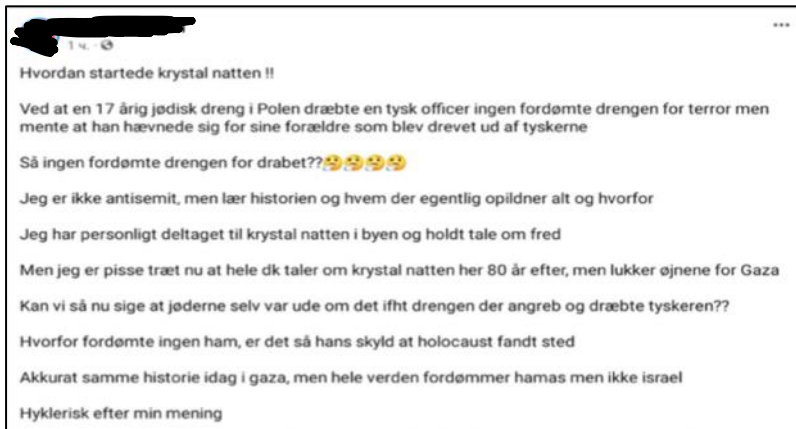 1 ч.
Hvordan startede krystal natten !!
Ved at en 17 årig jødisk dreng i Polen dræbte en tysk officer ingen fordømte drengen for terror men
mente at han hævnede sig for sine forældre som blev drevet ud af tyskerne
Så ingen fordømte drengen for drabet??🤔🤔🤔🤔
Jeg er ikke antisemit, men lær historien og hvem der egentlig opildner alt og hvorfor
Jeg har personligt deltaget til krystal natten i byen og holdt tale om fred
Men jeg er pisse træt nu at hele dk taler om krystal natten her 80 år efter, men lukker øjnene for Gaza
Kan vi så nu sige at jøderne selv var ude om det ifht drengen der angreb og dræbte tyskeren??
Hvorfor fordømte ingen ham, er det så hans skyld at holocaust fandt sted
Akkurat samme historie idag i gaza, men hele verden fordømmer hamas men ikke israel
Hyklerisk efter min mening